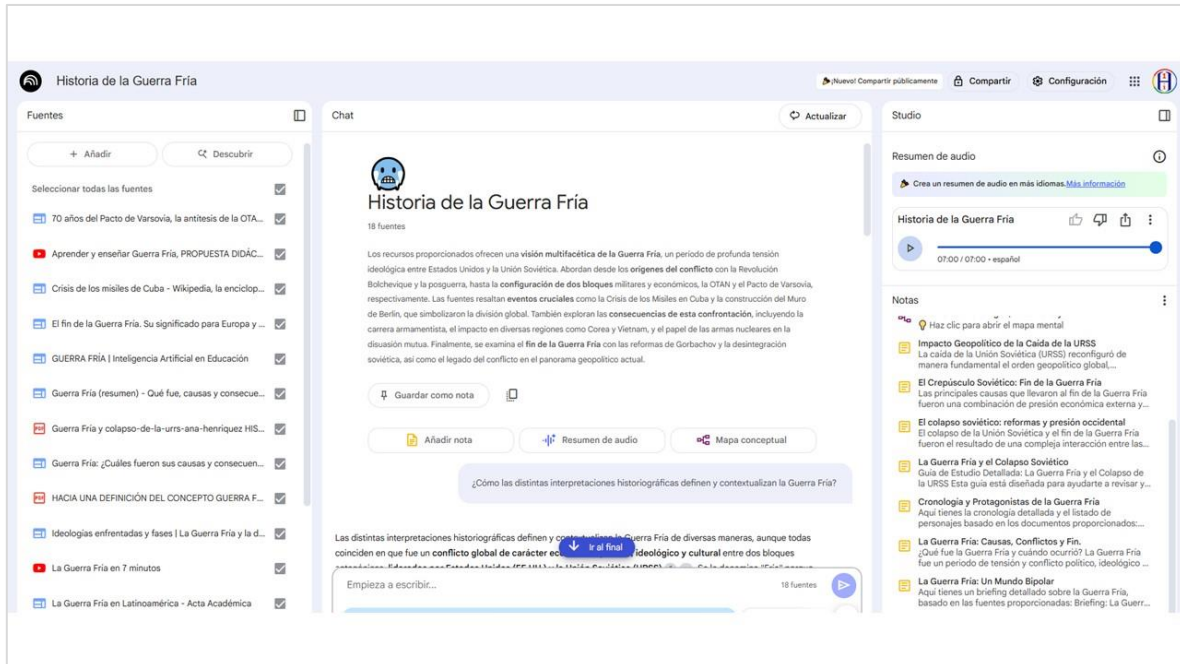 Historia de la Guerra Fría
¡Nuevo! Compartir públicamente
Compartir
Configuración
Fuentes
+ Añadir
Descubrir
Seleccionar todas las fuentes
70 años del Pacto de Varsovia, la antítesis de la OTA...
Aprender y enseñar Guerra Fría, PROPUESTA DIDÁC...
Crisis de los misiles de Cuba - Wikipedia, la enciclop...
El fin de la Guerra Fría. Su significado para Europa y ...
GUERRA FRÍA | Inteligencia Artificial en Educación
Guerra Fría (resumen) - Qué fue, causas y consecue...
Guerra Fría y colapso-de-la-urrs-ana-henriquez HIS...
Guerra Fría: ¿Cuáles fueron sus causas y consecuen...
HACIA UNA DEFINICIÓN DEL CONCEPTO GUERRA F...
Ideologías enfrentadas y fases | La Guerra Fría y la d...
La Guerra Fría en 7 minutos
La Guerra Fría en Latinoamérica - Acta Académica
Chat
Actualizar
Historia de la Guerra Fría
18 fuentes
Los recursos proporcionados ofrecen una visión multifacética de la Guerra Fría, un periodo de profunda tensión
ideológica entre Estados Unidos y la Unión Soviética. Abordan desde los orígenes del conflicto con la Revolución
Bolchevique y la posguerra, hasta la configuración de dos bloques militares y económicos, la OTAN y el Pacto de Varsovia,
respectivamente. Las fuentes resaltan eventos cruciales como la Crisis de los Misiles en Cuba y la construcción del Muro
de Berlín, que simbolizaron la división global. También exploran las consecuencias de esta confrontación, incluyendo la
carrera armamentista, el impacto en diversas regiones como Corea y Vietnam, y el papel de las armas nucleares en la
disuasión mutua. Finalmente, se examina el fin de la Guerra Fría con las reformas de Gorbachov y la desintegración
soviética, así como el legado del conflicto en el panorama geopolítico actual.
Guardar como nota
Añadir nota
Resumen de audio
Mapa conceptual
¿Cómo las distintas interpretaciones historiográficas definen y contextualizan la Guerra Fría?
Las distintas interpretaciones historiográficas definen y Guerra Fría de diversas maneras, aunque todas
Ir al final
coinciden en que fue un conflicto global de carácter ideológico y cultural entre dos bloques
Empieza a escribir...
18 fuentes
Studio
Resumen de audio
Crea un resumen de audio en más idiomas. Más información
Historia de la Guerra Fría
07:00 / 07:00 • español
Notas
Haz clic para abrir el mapa mental
Impacto Geopolítico de la Caída de la URSS
La caída de la Unión Soviética (URSS) reconfiguró de
manera fundamental el orden geopolítico global,...
El Crepúsculo Soviético: Fin de la Guerra Fría
Las principales causas que llevaron al fin de la Guerra Fría
fueron una combinación de presión económica externa y...
El colapso soviético: reformas y presión occidental
El colapso de la Unión Soviética y el fin de la Guerra Fría
fueron el resultado de una compleja interacción entre las...
La Guerra Fría y el Colapso Soviético
Guía de Estudio Detallada: La Guerra Fría y el Colapso de
la URSS Esta guía está diseñada para ayudarte a revisar y...
Cronología y Protagonistas de la Guerra Fría
Aquí tienes la cronología detallada y el listado de
personajes basado en los documentos proporcionados:...
La Guerra Fría: Causas, Conflictos y Fin.
¿Qué fue la Guerra Fría y cuándo ocurrió? La Guerra Fría
fue un periodo de tensión y conflicto político, ideológico ...
La Guerra Fría: Un Mundo Bipolar
Aquí tienes un briefing detallado sobre la Guerra Fría,
basado en las fuentes proporcionadas: Briefing: La Guerr...